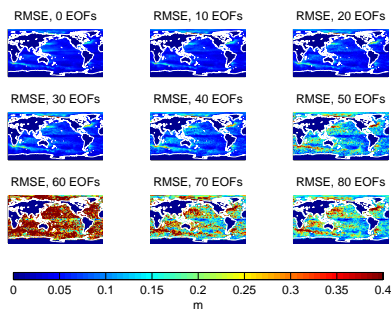 RMSE, 0 EOFs
RMSE, 10 EOFs
RMSE, 20 EOFs
RMSE, 30 EOFs
RMSE, 40 EOFs
RMSE, 50 EOFs
RMSE, 60 EOFs
RMSE, 70 EOFs
RMSE, 80 EOFs
0 0.05 0.1 0.15 0.2 0.25 0.3 0.35 0.4
m